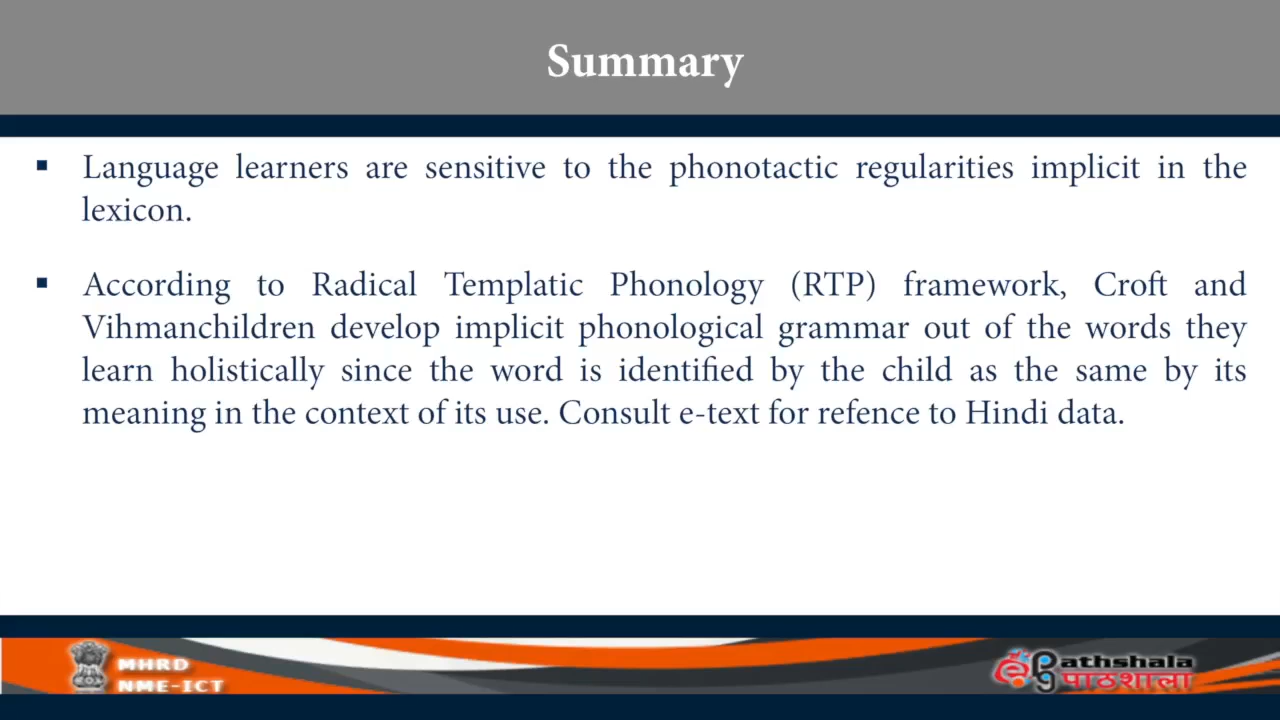 Summary
▪ Language learners are sensitive to the phonotactic regularities implicit in the
lexicon.
▪ According to Radical Templatic Phonology (RTP) framework, Croft and
Vihmanchildren develop implicit phonological grammar out of the words they
learn holistically since the word is identified by the child as the same by its
meaning in the context of its use. Consult e-text for refence to Hindi data.
MHRD
NME-ICT
epathshala
पाठशाला